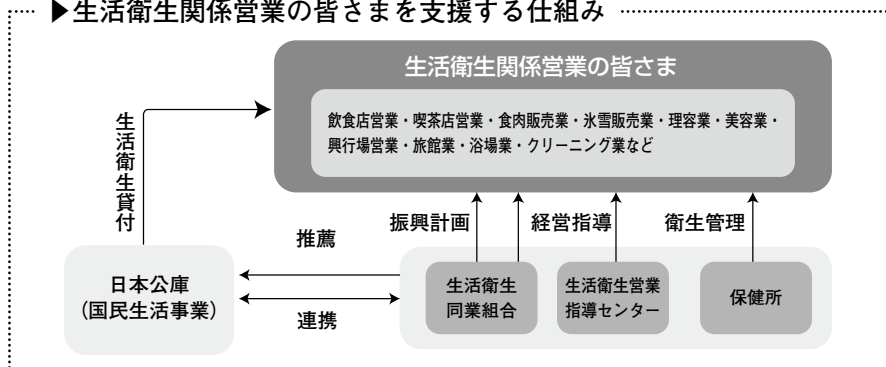 ▶生活衛生関係営業の皆さまを支援する仕組み
生活衛生関係営業の皆さま
飲食店営業・喫茶店営業・食肉販売業・氷雪販売業・理容業・美容業・
興行場営業・旅館業・浴場業・クリーニング業など
生活衛生貸付
振興計画
経営指導
衛生管理
推薦
日本公庫
(国民生活事業)
連携
生活衛生
同業組合
生活衛生営業
指導センター
保健所